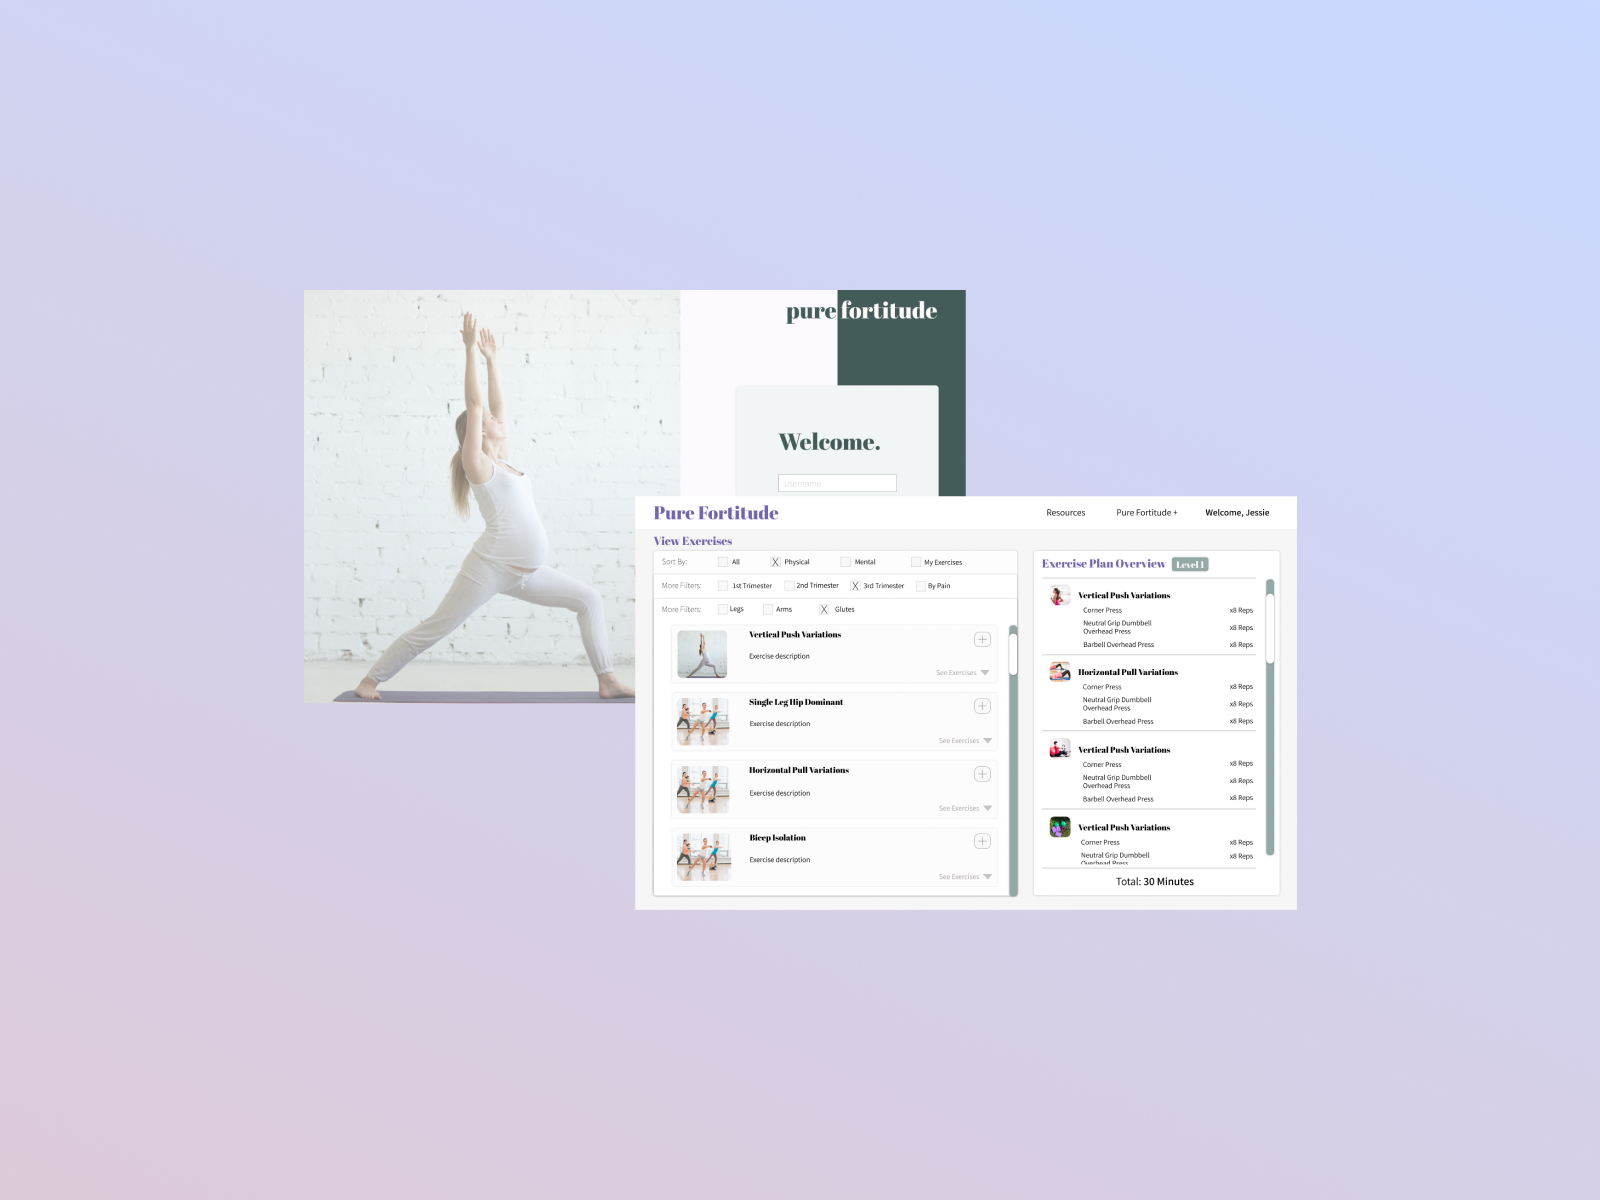 pure fortitude
Welcome.
username
Pure Fortitude
Resources
Pure Fortitude +
Welcome, Jessie
View Exercises
Sort By:
All
X Physical
Mental
My Exercises
More Filters:
1st Trimester
2nd Trimester
X 3rd Trimester
By Pain
More Filters:
Legs
Arms
X Glutes
Vertical Push Variations
Exercise description
See Exercises
Single Leg Hip Dominant
Exercise description
See Exercises
Horizontal Pull Variations
Exercise description
See Exercises
Bicep Isolation
Exercise description
See Exercises
Exercise Plan Overview Level 1
Vertical Push Variations
Corner Press x8 Reps
Neutral Grip Dumbbell
Overhead Press x8 Reps
Barbell Overhead Press x8 Reps
Horizontal Pull Variations
Corner Press x8 Reps
Neutral Grip Dumbbell
Overhead Press x8 Reps
Barbell Overhead Press x8 Reps
Vertical Push Variations
Corner Press x8 Reps
Neutral Grip Dumbbell
Overhead Press x8 Reps
Barbell Overhead Press x8 Reps
Vertical Push Variations
Corner Press x8 Reps
Neutral Grip Dumbbell x8 Reps
Overhead Press
Total: 30 Minutes